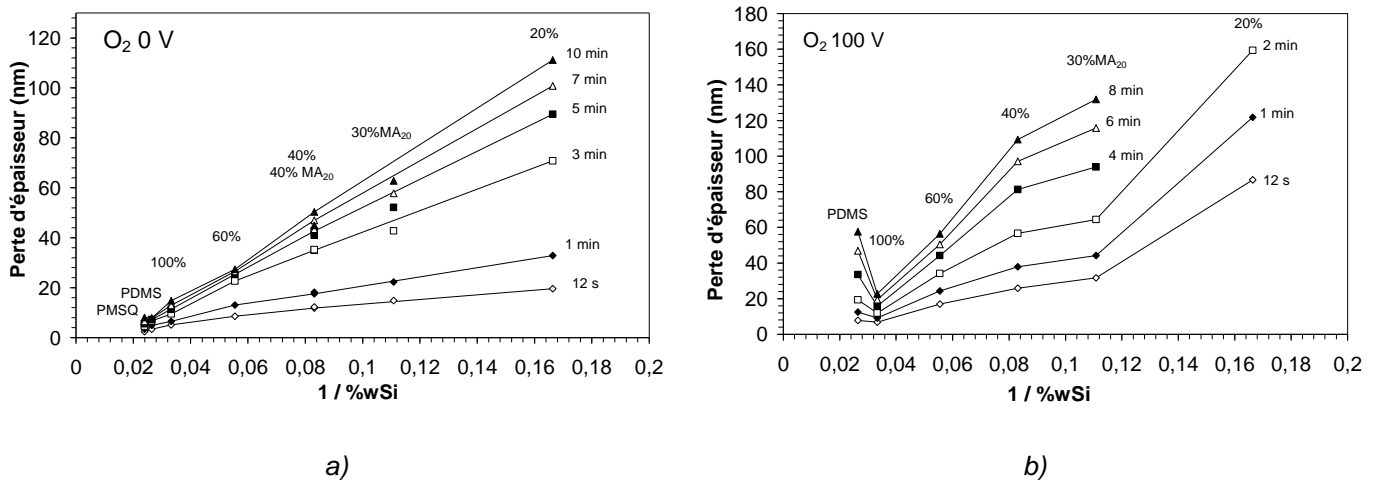 O2 0 V
Perte d'épaisseur (nm)
120
100
80
60
40
20
0
20%
10 min
7 min
5 min
3 min
1 min
12 s
30%MA20
40%
40% MA20
60%
100%
PDMS
PMSQ
0
0,02
0,04
0,06
0,08
0,1
0,12
0,14
0,16
0,18
0,2
1 / %wSi
a)
O2 100 V
Perte d'épaisseur (nm)
180
160
140
120
100
80
60
40
20
0
20%
2 min
1 min
12 s
30%MA20
8 min
6 min
4 min
40%
60%
PDMS
100%
0
0,02
0,04
0,06
0,08
0,1
0,12
0,14
0,16
0,18
0,2
1 / %wSi
b)